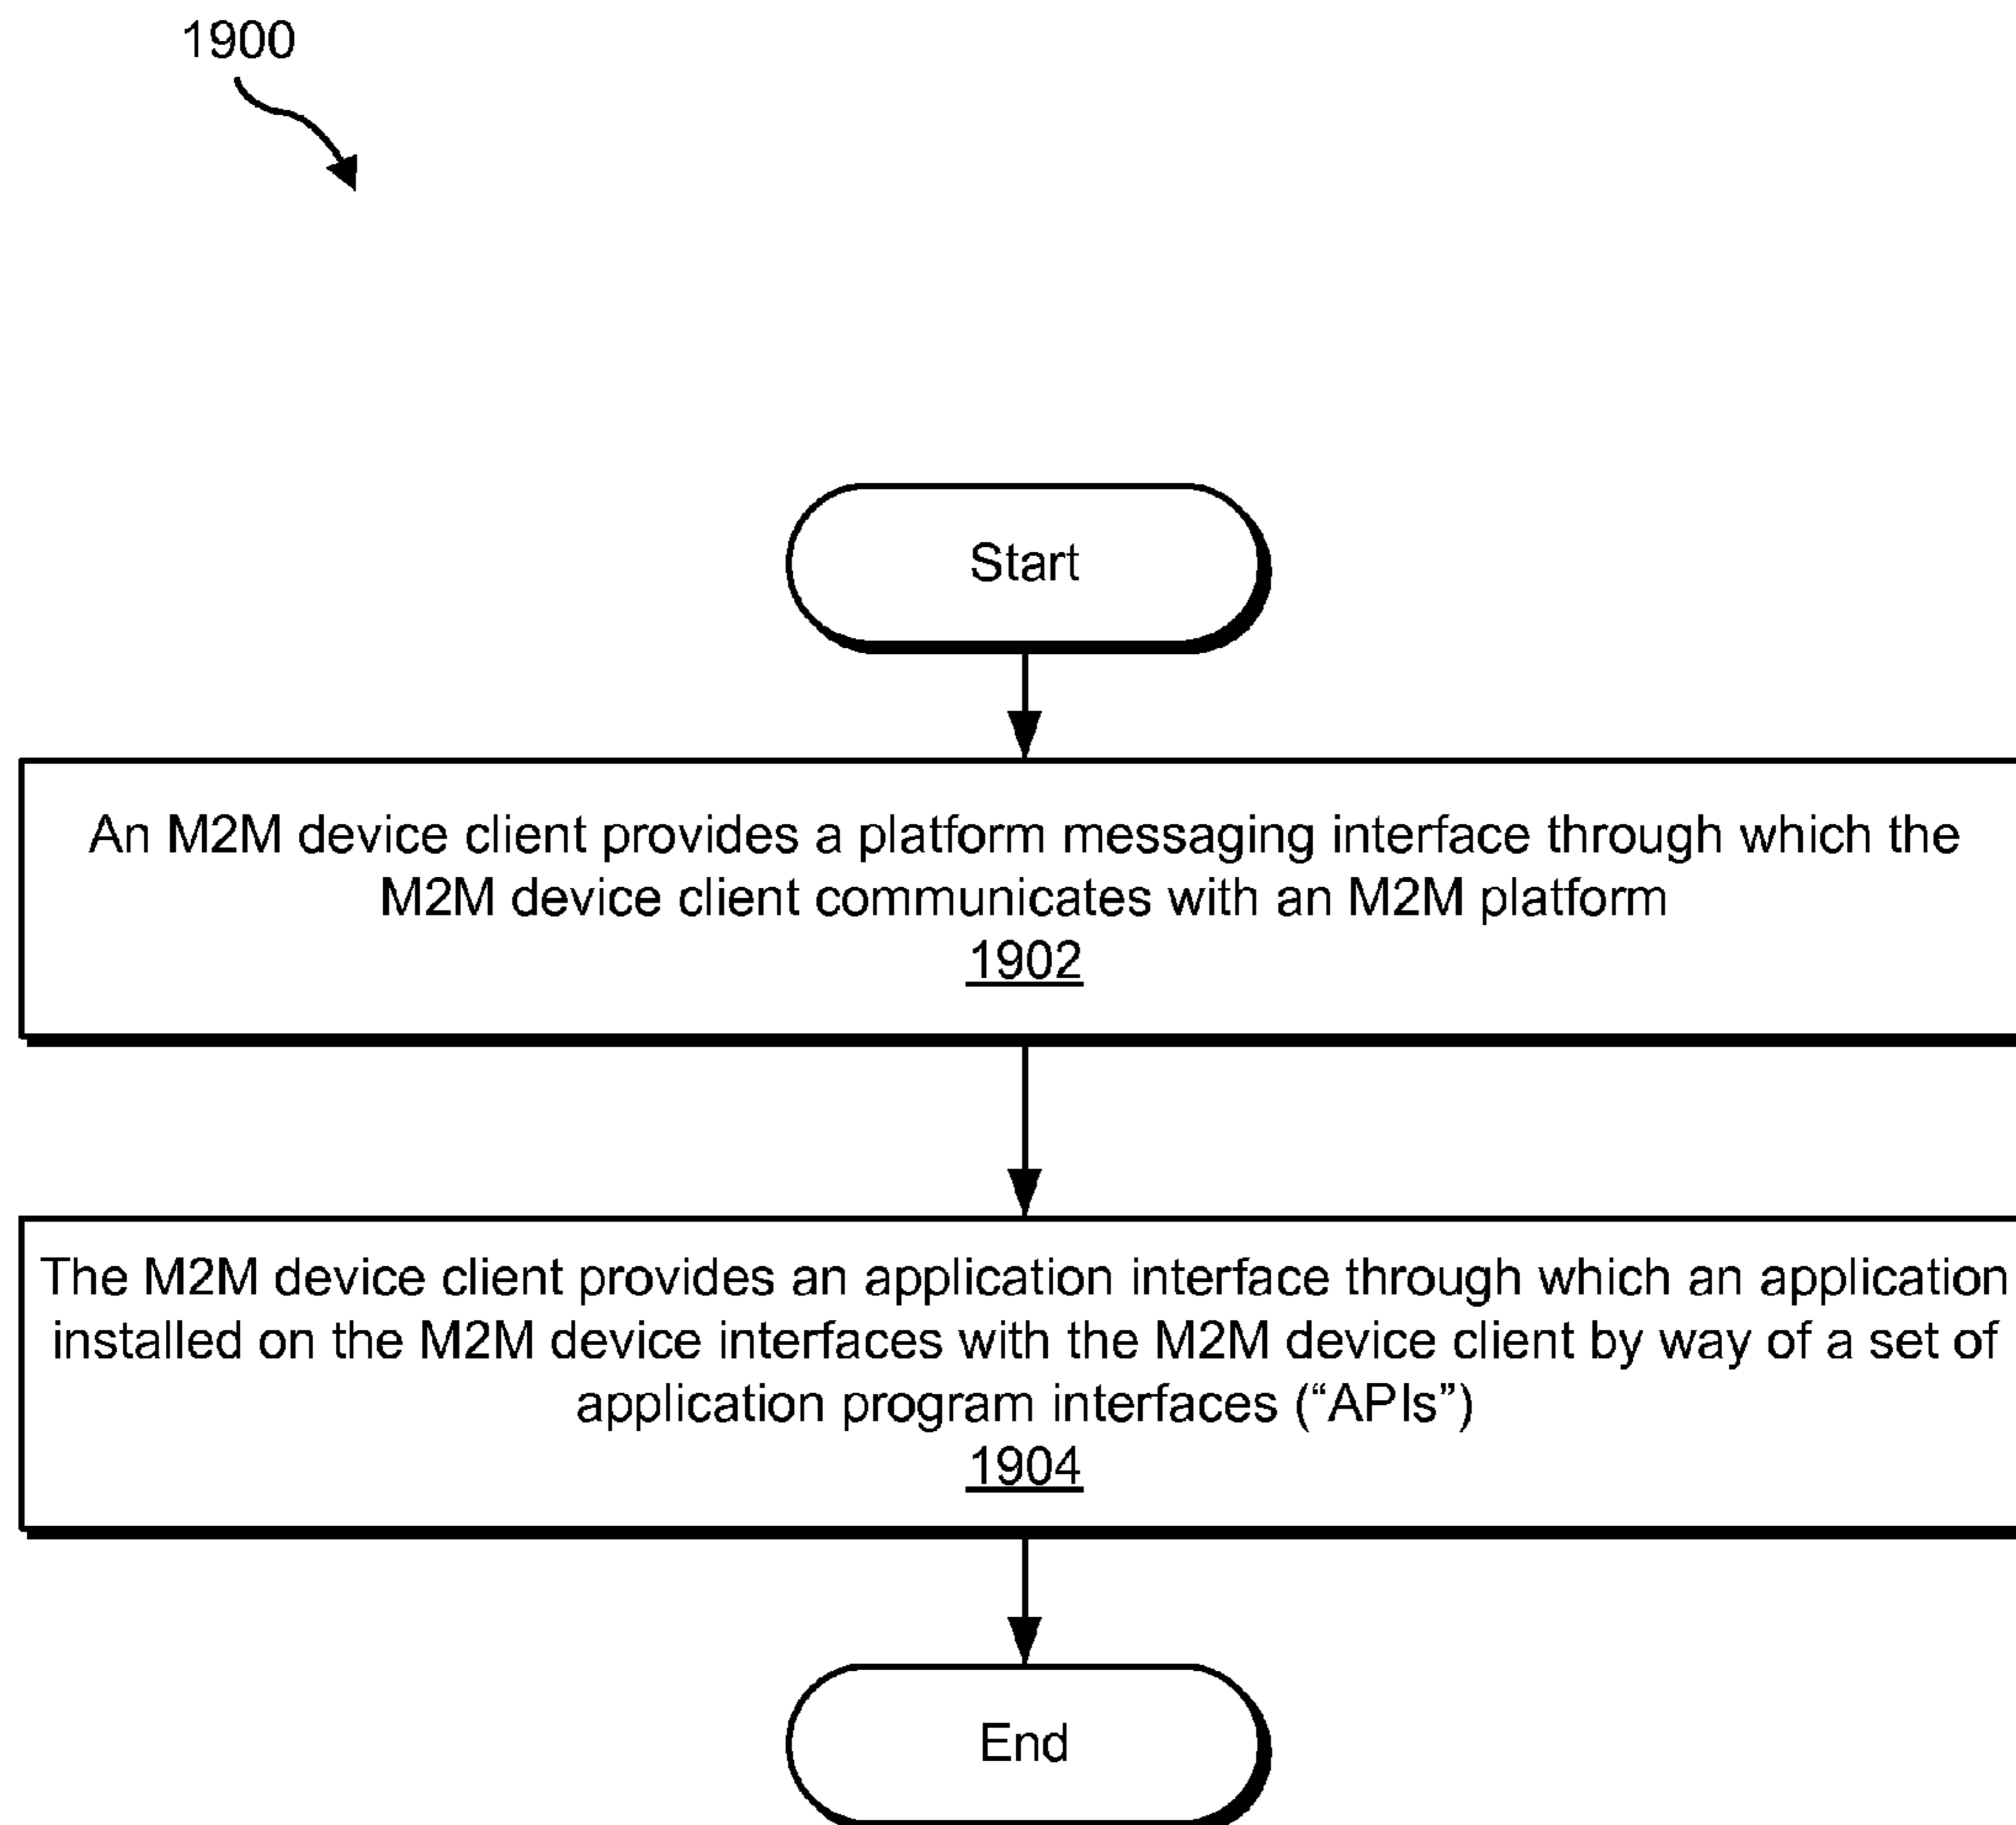 1900
Start
An M2M device client provides a platform messaging interface through which the
M2M device client communicates with an M2M platform
1902
The M2M device client provides an application interface through which an application
installed on the M2M device interfaces with the M2M device client by way of a set of
application program interfaces (“APIs”)
1904
End